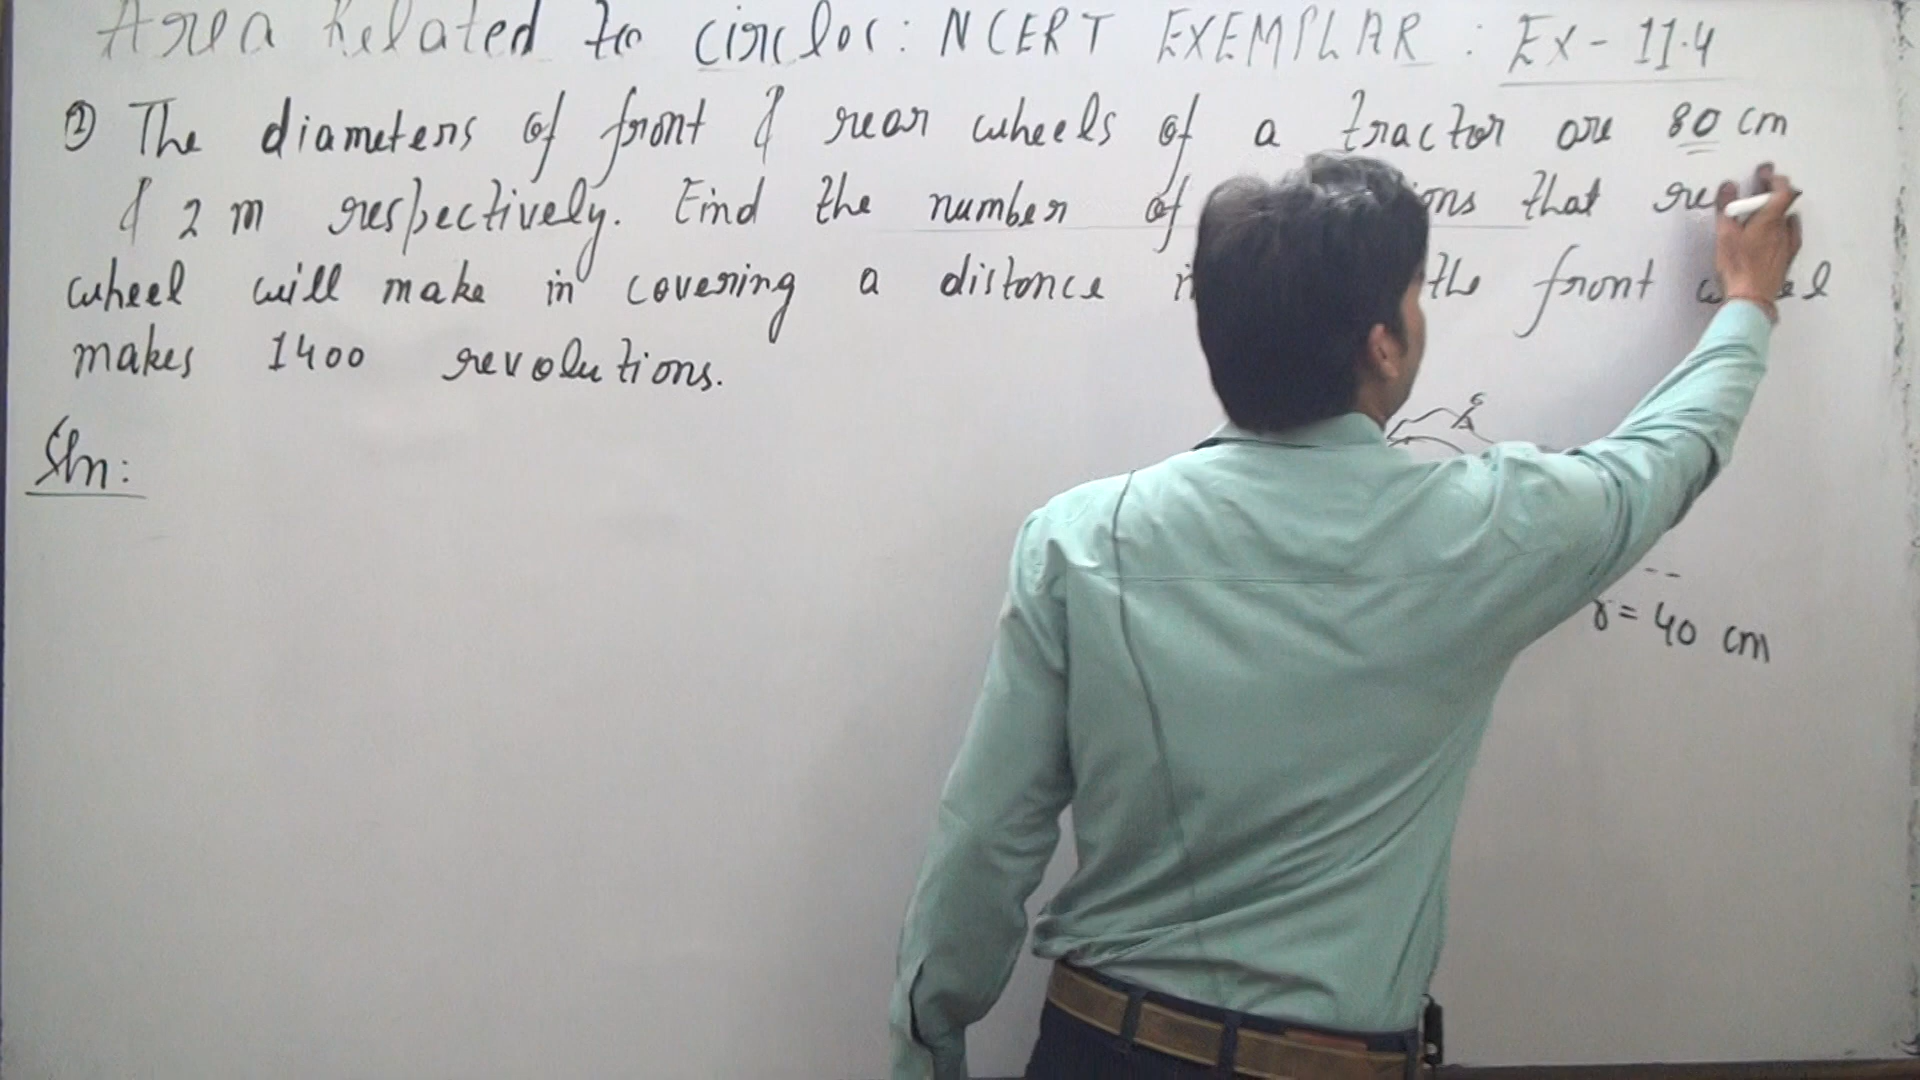 Area Related to circles: NCERT EXEMPLAR : Ex - 11.4
② The diameters of front & rear wheels of a tractor are 80 cm
& 2 m respectively. Find the number of that
wheel will make in covering a distance the front
makes 1400 revolutions.
Sln:
r = 40 cm